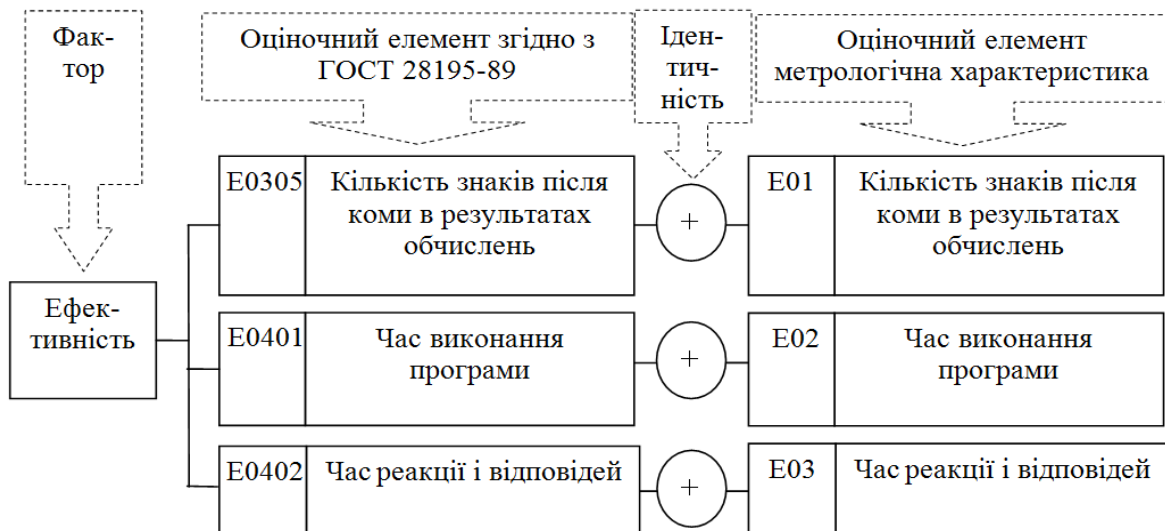 Фак-
тор
Оціночний елемент згідно з
ГОСТ 28195-89
Іден-
тич-
ність
Оціночний елемент
метрологічна характеристика
Ефек-
тивність
E0305
Кількість знаків після
коми в результатах
обчислень
+
E01
Кількість знаків після
коми в результатах
обчислень
E0401
Час виконання
програми
+
E02
Час виконання
програми
E0402
Час реакції і відповідей
+
E03
Час реакції і відповідей